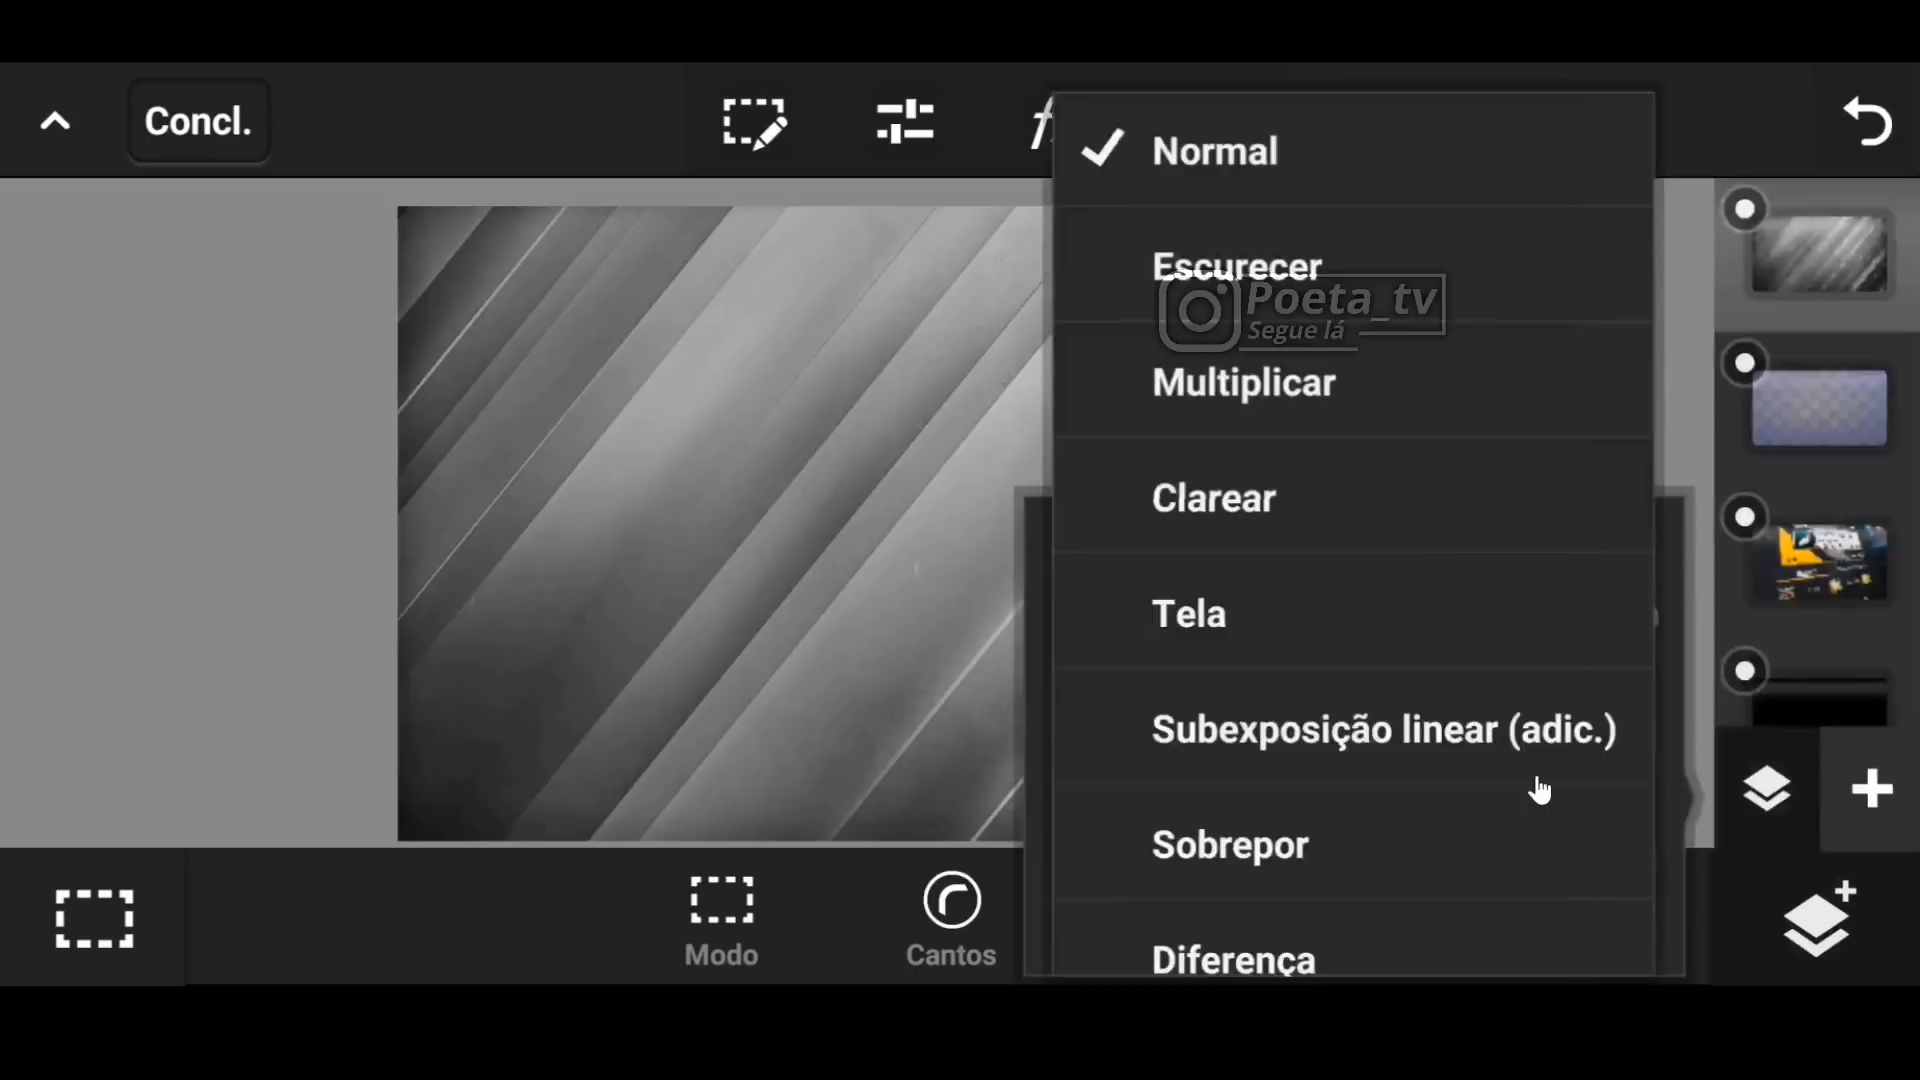 Concl.
f
Normal
Escurecer
Poeta_tv
Segue lá
Multiplicar
Clarear
Tela
Subexposição linear (adic.)
Sobrepor
Diferença
Modo
Cantos